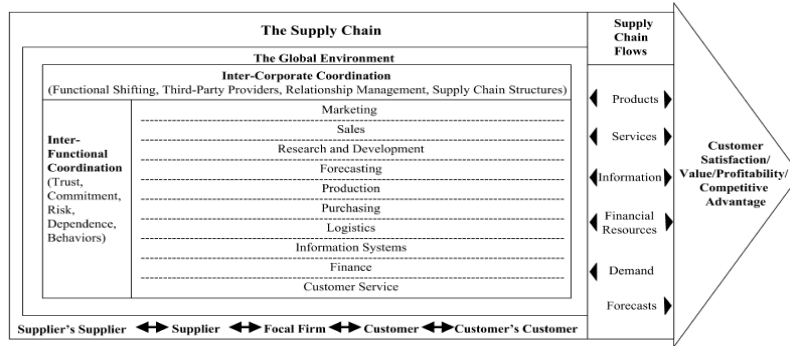 The Supply Chain
The Global Environment
Inter-Corporate Coordination
(Functional Shifting, Third-Party Providers, Relationship Management, Supply Chain Structures)
Inter-
Functional
Coordination
(Trust,
Commitment,
Risk,
Dependence,
Behaviors)
Marketing
Sales
Research and Development
Forecasting
Production
Purchasing
Logistics
Information Systems
Finance
Customer Service
Supplier's Supplier
Supplier
Focal Firm
Customer
Customer's Customer
Supply
Chain
Flows
Products
Services
Information
Financial
Resources
Demand
Forecasts
Customer
Satisfaction/
Value/Profitability/
Competitive
Advantage